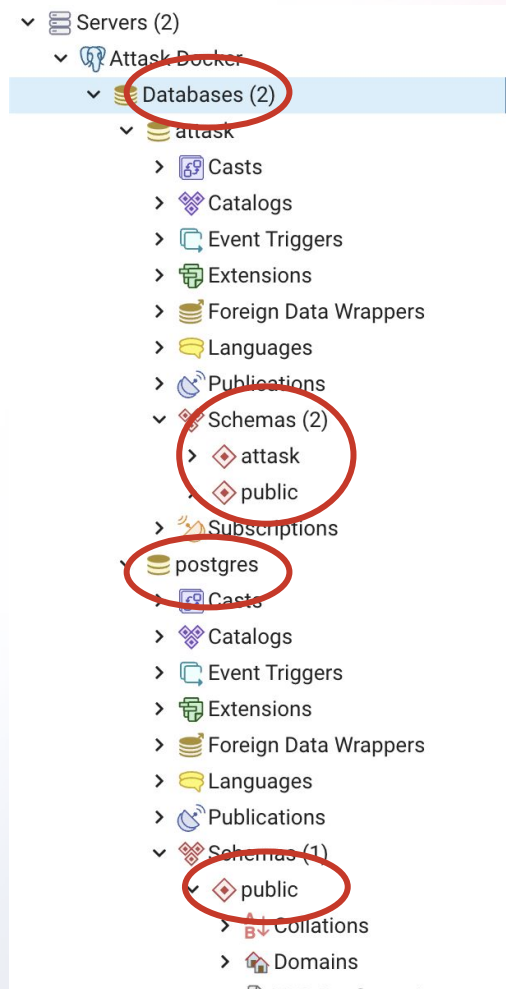 Servers (2)
Attask Docker
Databases (2)
attask
Casts
Catalogs
Event Triggers
Extensions
Foreign Data Wrappers
Languages
Publications
Schemas (2)
attask
public
Subscriptions
postgres
Casts
Catalogs
Event Triggers
Extensions
Foreign Data Wrappers
Languages
Publications
Schemas (1)
public
Collations
Domains